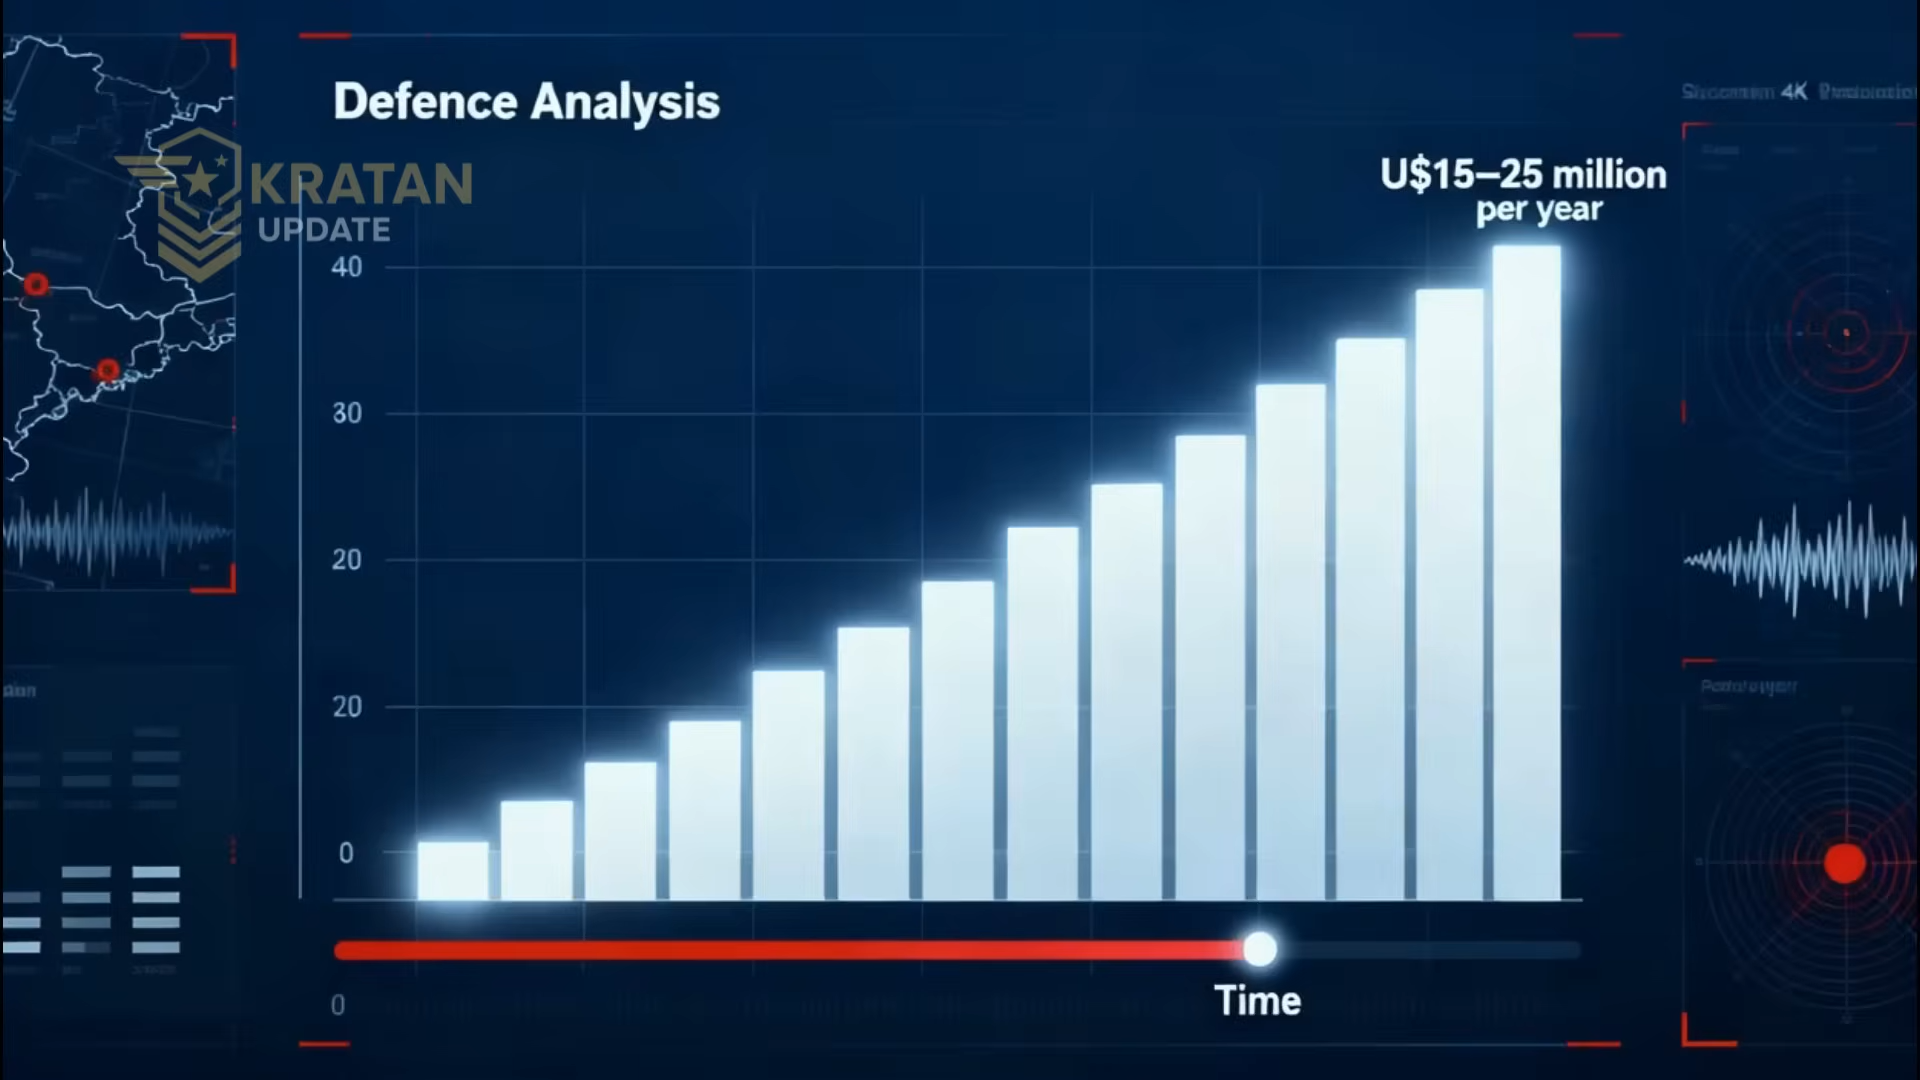 Defence Analysis
KRATAN
UPDATE
4K
U$15–25 million
per year
40
30
20
20
0
0
Time